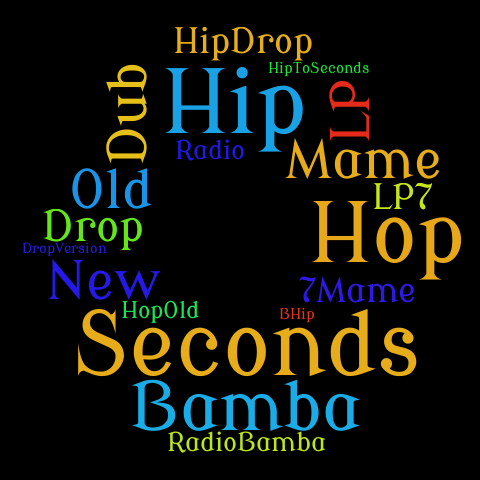 HipDrop
HipToSeconds
Dub
Hip
LP
Radio
Mame
Old
LP7
Drop
Hop
DropVersion
New
7Mame
HopOld
BHip
Seconds
Bamba
RadioBamba